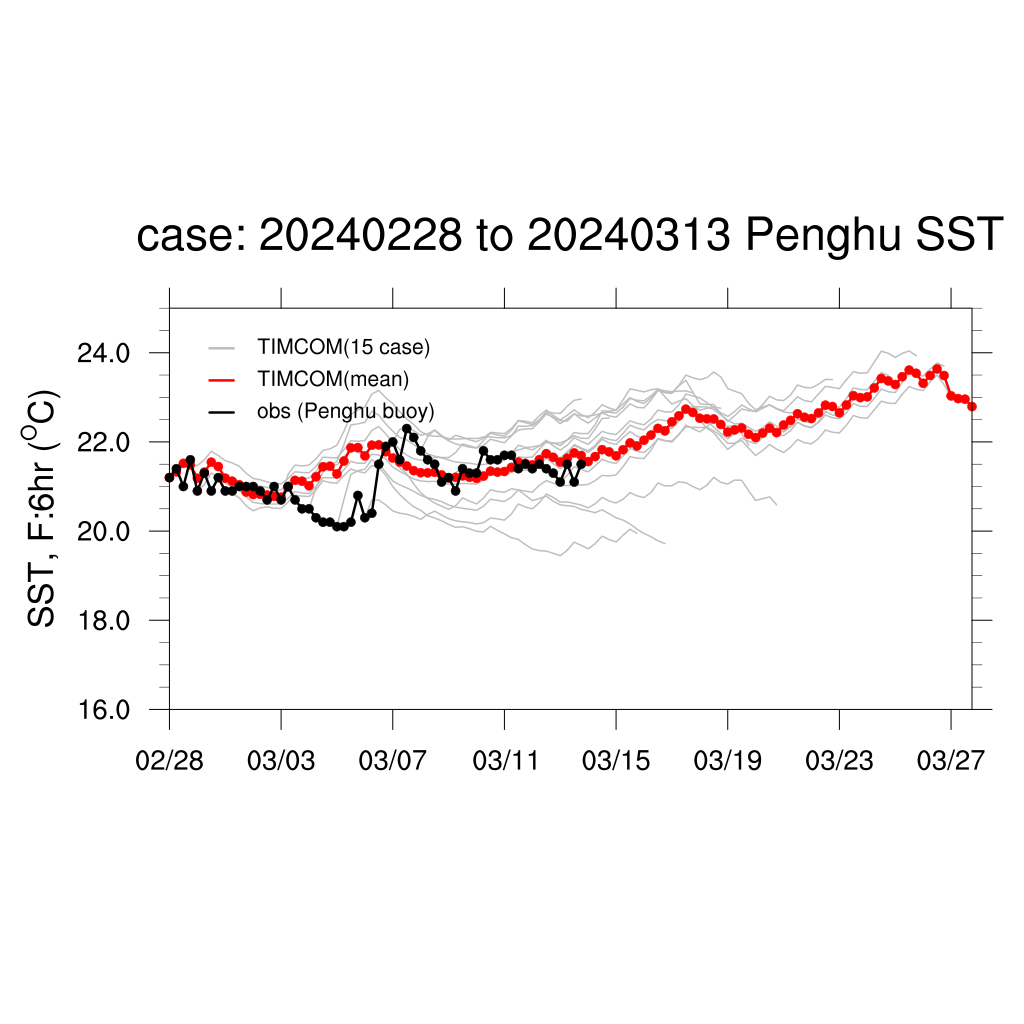 case: 20240228 to 20240313 Penghu SST
TIMCOM(15 case)
TIMCOM(mean)
obs (Penghu buoy)
SST, F:6hr (OC)
24.0
22.0
20.0
18.0
16.0
02/28 03/03 03/07 03/11 03/15 03/19 03/23 03/27